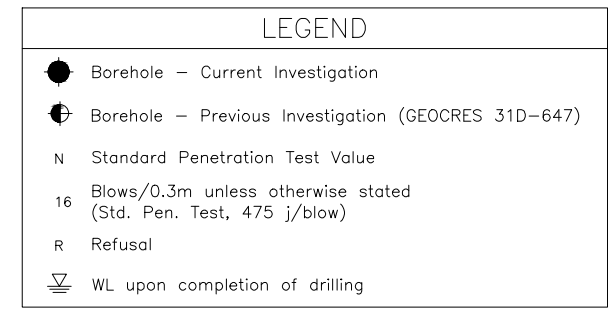 LEGEND
Borehole – Current Investigation
Borehole – Previous Investigation (GEOCRES 31D–647)
N Standard Penetration Test Value
16 Blows/0.3m unless otherwise stated
(Std. Pen. Test, 475 j/blow)
R Refusal
WL upon completion of drilling